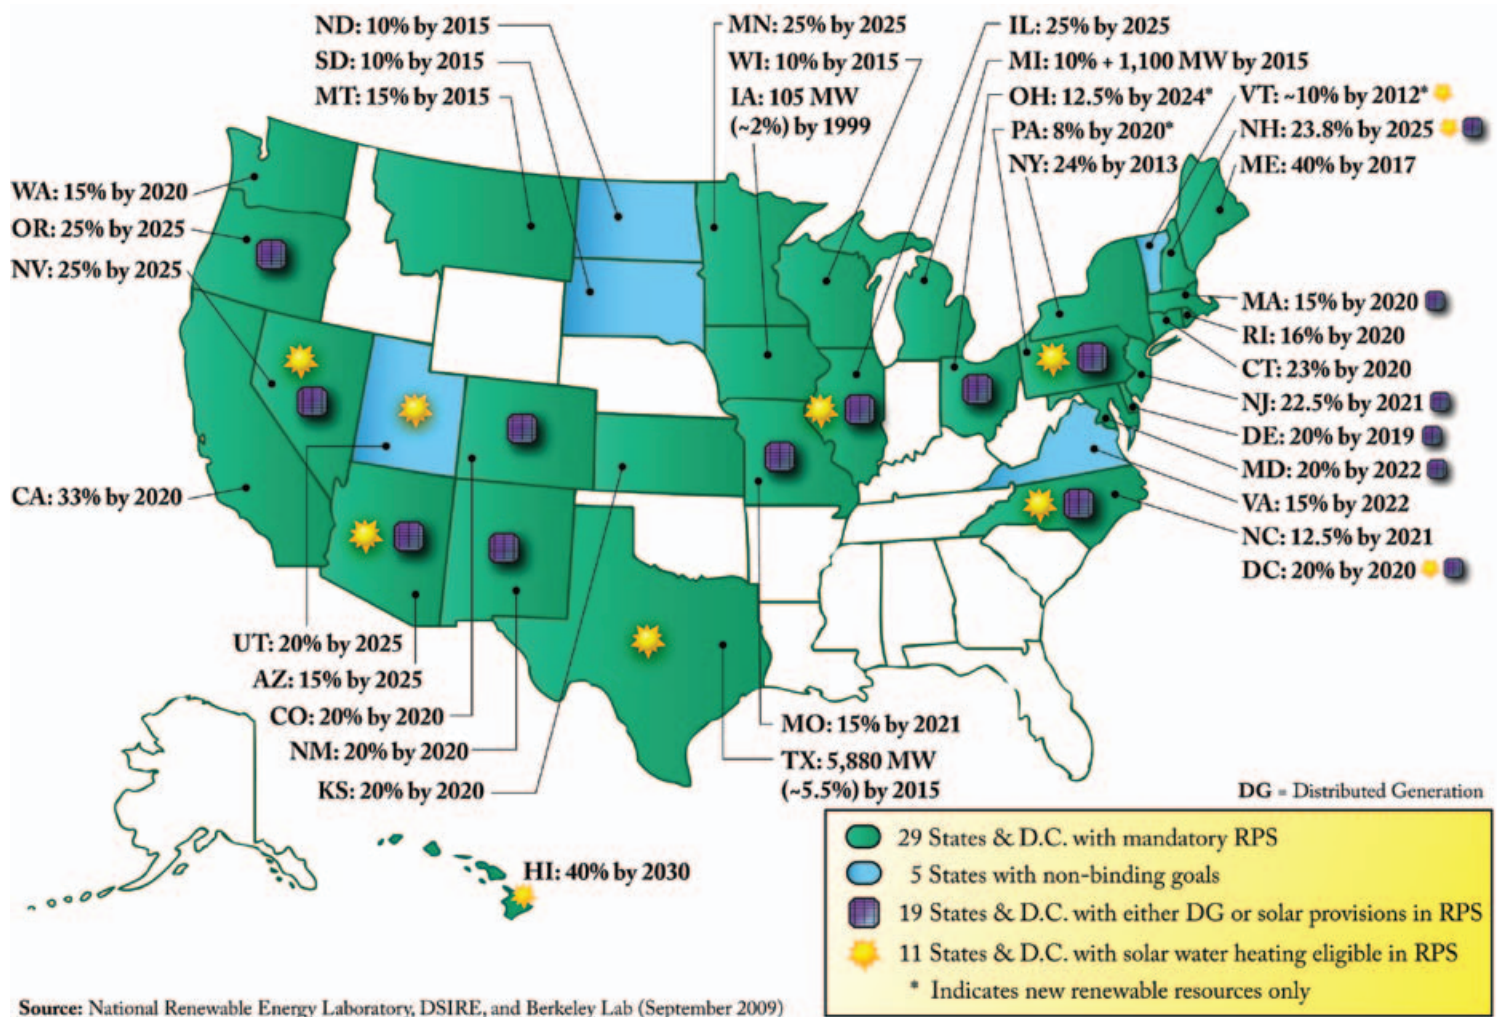 ND: 10% by 2015
SD: 10% by 2015
MT: 15% by 2015
MN: 25% by 2025
WI: 10% by 2015
IA: 105 MW
(~2%) by 1999
IL: 25% by 2025
MI: 10% + 1,100 MW by 2015
OH: 12.5% by 2024*
PA: 8% by 2020*
NY: 24% by 2013
VT: ~10% by 2012*
NH: 23.8% by 2025
ME: 40% by 2017
WA: 15% by 2020
OR: 25% by 2025
NV: 25% by 2025
CA: 33% by 2020
MA: 15% by 2020
RI: 16% by 2020
CT: 23% by 2020
NJ: 22.5% by 2021
DE: 20% by 2019
MD: 20% by 2022
VA: 15% by 2022
NC: 12.5% by 2021
DC: 20% by 2020
UT: 20% by 2025
AZ: 15% by 2025
CO: 20% by 2020
NM: 20% by 2020
KS: 20% by 2020
MO: 15% by 2021
TX: 5,880 MW
(~5.5%) by 2015
HI: 40% by 2030
DG = Distributed Generation
29 States & D.C. with mandatory RPS
5 States with non-binding goals
19 States & D.C. with either DG or solar provisions in RPS
11 States & D.C. with solar water heating eligible in RPS
* Indicates new renewable resources only
Source: National Renewable Energy Laboratory, DSIRE, and Berkeley Lab (September 2009)